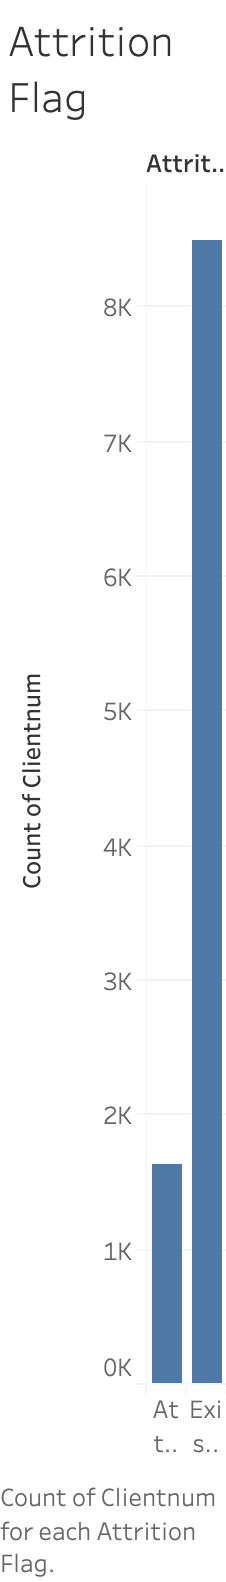 Attrition
Flag
Attrit..
8K
7K
6K
5K
4K
3K
2K
1K
0K
Count of Clientnum
At Exi
t.. s..
Count of Clientnum
for each Attrition
Flag.